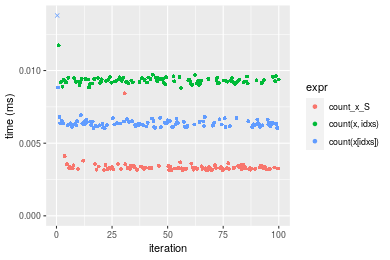 0.010
0.005
0.000
time (ms)
0
25
50
75
100
iteration
expr
count_x_S
count(x, idxs)
count(x[idxs])